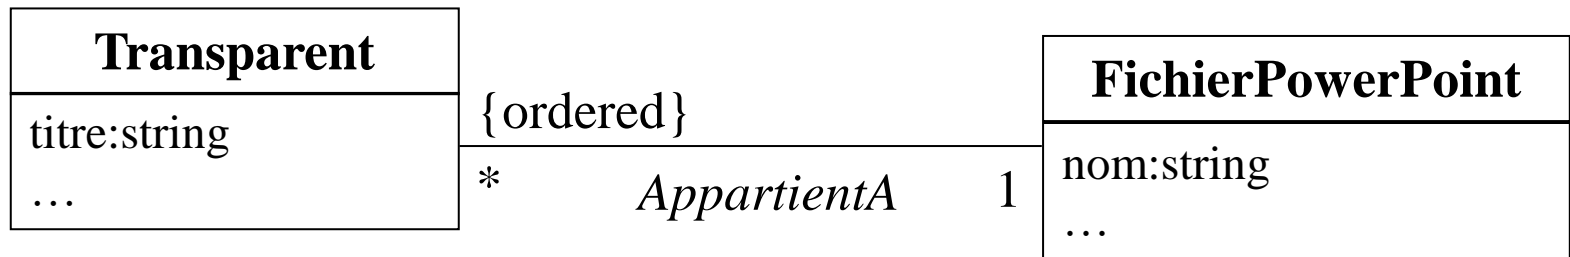 Transparent
titre:string
…
{ordered}
*
AppartientA
1
FichierPowerPoint
nom:string
…